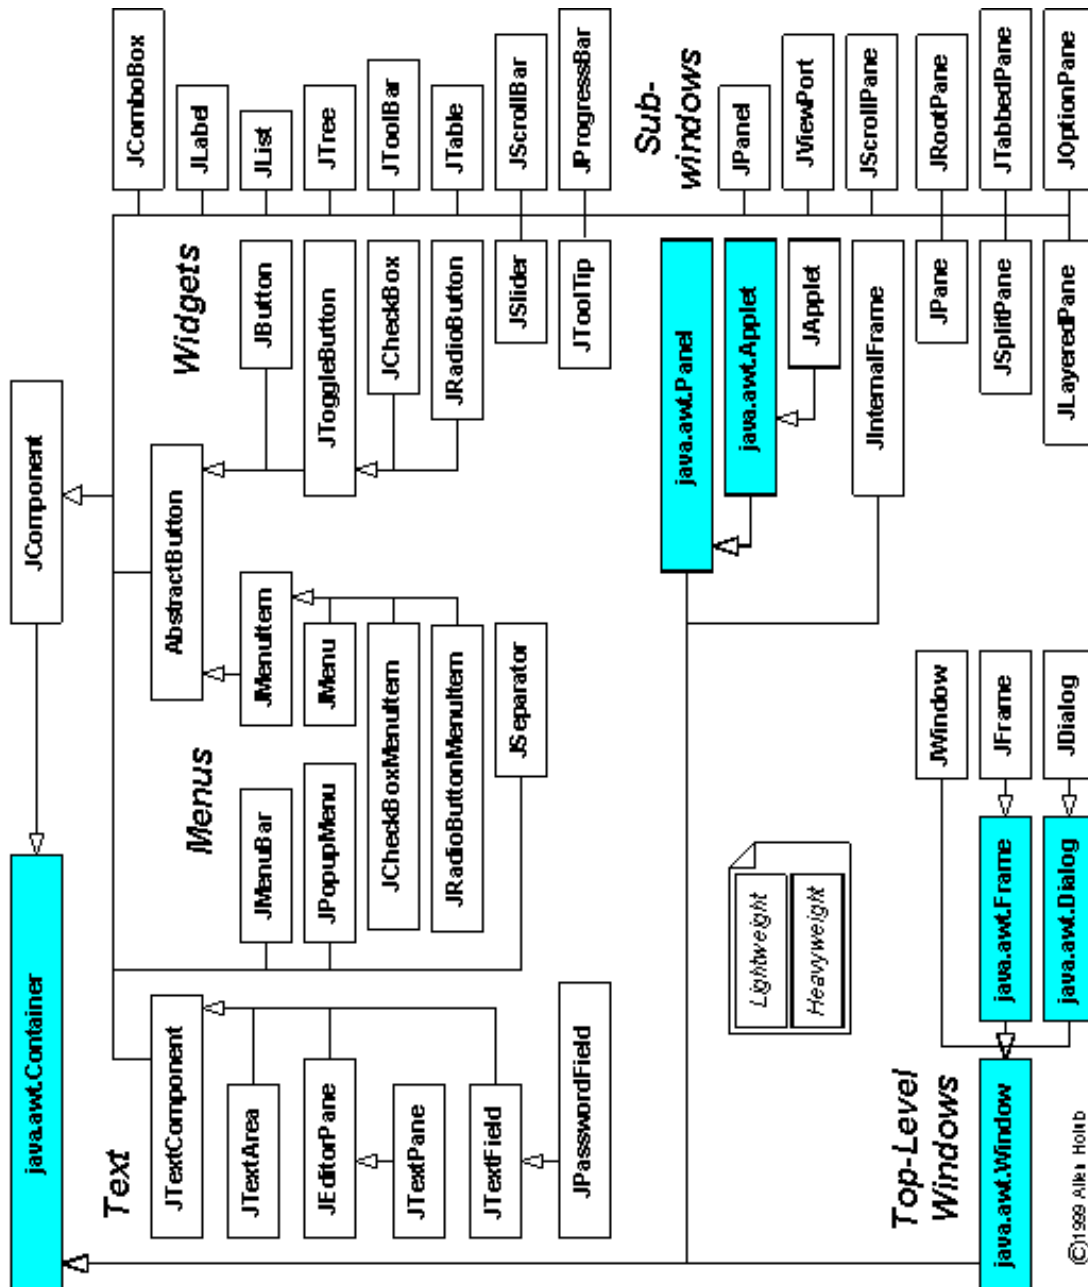 java.awt.Container
JComponent
Text
JTextComponent
JTextArea
JEditorPane
JTextPane
JTextField
JPasswordField
Menus
JMenuBar
JPopupMenu
AbstractButton
JMenuItem
JMenu
JCheckBoxMenuItem
JRadioButtonMenuItem
JSeparator
Widgets
JButton
JToggleButton
JCheckBox
JRadioButton
JSlider
JToolTip
JComboBox
JLabel
JList
JTree
JToolBar
JTable
JScrollBar
JProgressBar
Sub-
windows
JPanel
JViewPort
JScrollPane
JRootPane
JTabbedPane
JOptionPane
java.awt.Panel
java.awt.Applet
JApplet
JInternalFrame
JPane
JSplitPane
JLayeredPane
Lightweight
Heavyweight
Top-Level
Windows
java.awt.Window
java.awt.Frame
java.awt.Dialog
JWindow
JFrame
JDialog
©1999 Allen Holub